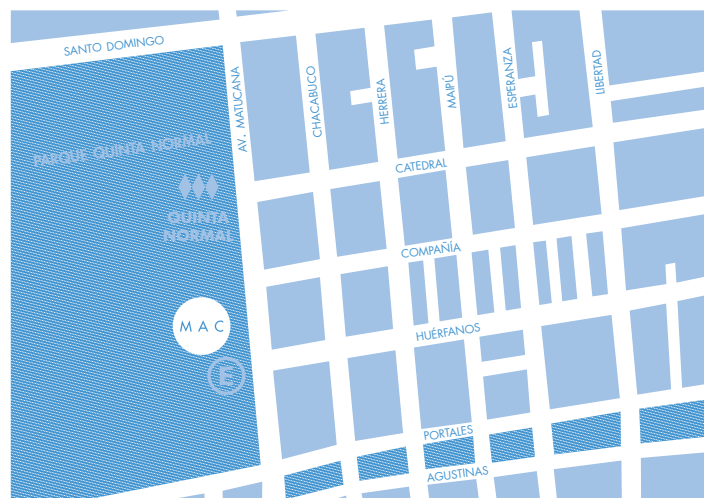 SANTO DOMINGO
AV. MATUCANA
CHACABUCO
HERRERA
MAIPÚ
ESPERANZA
LIBERTAD
PARQUE QUINTA NORMAL
CATEDRAL
QUINTA
NORMAL
COMPAÑÍA
MAC
HUÉRFANOS
E
PORTALES
AGUSTINAS